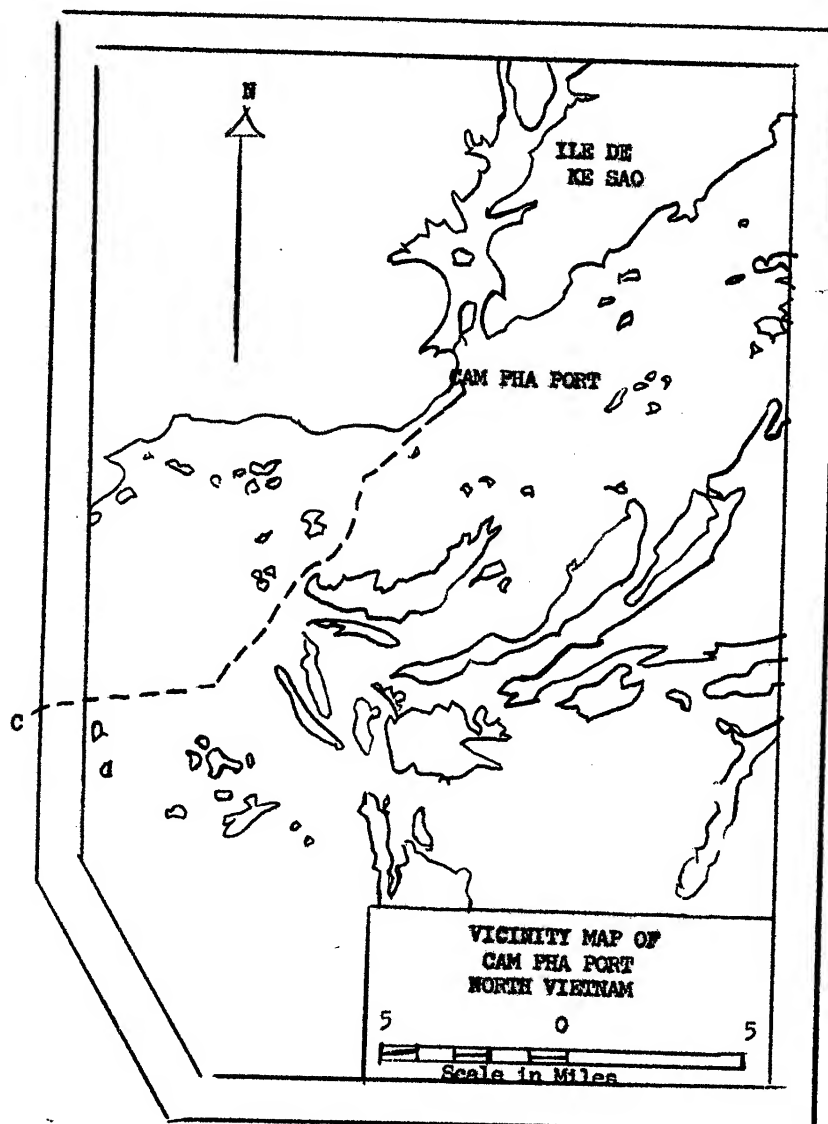 N
ILE DE
KE SAO
CAM PHA PORT
C
VICINITY MAP OF
CAM PHA PORT
NORTH VIETNAM
5 0 5
Scale in Miles